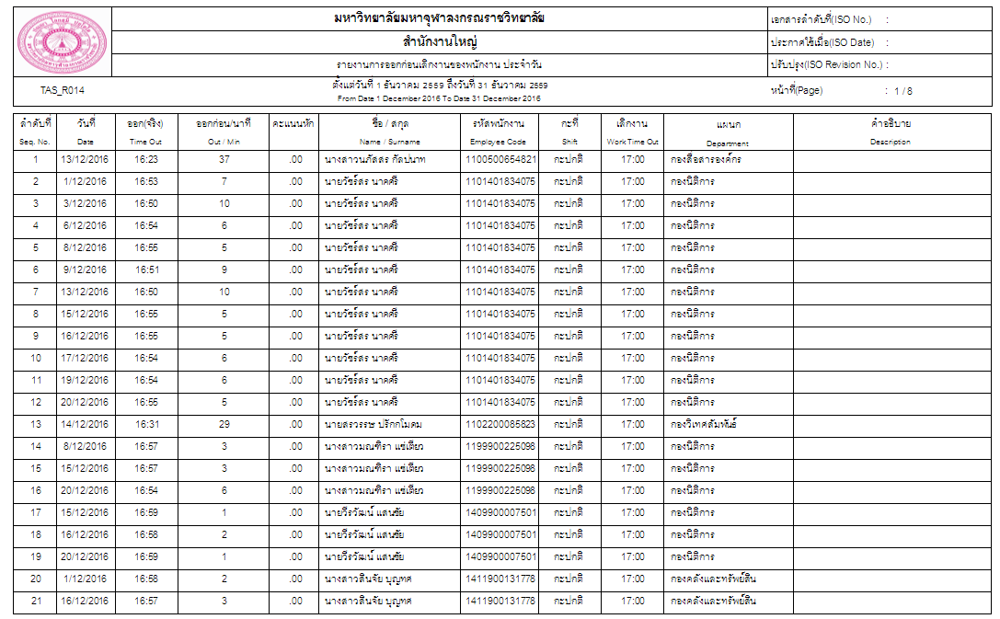 มหาวิทยาลัยมหาจุฬาลงกรณราชวิทยาลัย
เอกสารลำดับที่(ISO No.) :
สำนักงานใหญ่
ประกาศใช้เมื่อ(ISO Date) :
รายงานการออกก่อนเลิกงานของพนักงาน ประจำวัน
ปรับปรุง(ISO Revision No.) :
TAS_R014
ตั้งแต่วันที่ 1 ธันวาคม 2559 ถึงวันที่ 31 ธันวาคม 2559
From Date 1 December 2016 To Date 31 December 2016
หน้าที่(Page) : 1 / 8
ลำดับที่ วันที่ ออก(จริง) ออกก่อน/นาที คะแนนหัก ชื่อ / สกุล รหัสพนักงาน กะที่ เลิกงาน แผนก คำอธิบาย
Seq. No. Date Time Out Out / Min Name / Surname Employee Code Shift Work Time Out Department Description
1 13/12/2016 16:23 37 .00 นางสาวนภัสสร กัลปนาท 1100500654821 กะปกติ 17:00 กองสื่อสารองค์กร
2 1/12/2016 16:53 7 .00 นายวัชร์สร นาคศรี 1101401834075 กะปกติ 17:00 กองนิติการ
3 3/12/2016 16:50 10 .00 นายวัชร์สร นาคศรี 1101401834075 กะปกติ 17:00 กองนิติการ
4 6/12/2016 16:54 6 .00 นายวัชร์สร นาคศรี 1101401834075 กะปกติ 17:00 กองนิติการ
5 8/12/2016 16:55 5 .00 นายวัชร์สร นาคศรี 1101401834075 กะปกติ 17:00 กองนิติการ
6 9/12/2016 16:51 9 .00 นายวัชร์สร นาคศรี 1101401834075 กะปกติ 17:00 กองนิติการ
7 13/12/2016 16:50 10 .00 นายวัชร์สร นาคศรี 1101401834075 กะปกติ 17:00 กองนิติการ
8 15/12/2016 16:55 5 .00 นายวัชร์สร นาคศรี 1101401834075 กะปกติ 17:00 กองนิติการ
9 16/12/2016 16:55 5 .00 นายวัชร์สร นาคศรี 1101401834075 กะปกติ 17:00 กองนิติการ
10 17/12/2016 16:54 6 .00 นายวัชร์สร นาคศรี 1101401834075 กะปกติ 17:00 กองนิติการ
11 19/12/2016 16:54 6 .00 นายวัชร์สร นาคศรี 1101401834075 กะปกติ 17:00 กองนิติการ
12 20/12/2016 16:55 5 .00 นายวัชร์สร นาคศรี 1101401834075 กะปกติ 17:00 กองนิติการ
13 14/12/2016 16:31 29 .00 นายสรวรรษ ปรักกโมดม 1102200085823 กะปกติ 17:00 กองวิเทศสัมพันธ์
14 8/12/2016 16:57 3 .00 นางสาวมณฑิรา แซ่เตียว 1199900225098 กะปกติ 17:00 กองนิติการ
15 15/12/2016 16:57 3 .00 นางสาวมณฑิรา แซ่เตียว 1199900225098 กะปกติ 17:00 กองนิติการ
16 20/12/2016 16:54 6 .00 นางสาวมณฑิรา แซ่เตียว 1199900225098 กะปกติ 17:00 กองนิติการ
17 15/12/2016 16:59 1 .00 นายวีรวัฒน์ แสนชัย 1409900007501 กะปกติ 17:00 กองนิติการ
18 16/12/2016 16:58 2 .00 นายวีรวัฒน์ แสนชัย 1409900007501 กะปกติ 17:00 กองนิติการ
19 20/12/2016 16:59 1 .00 นายวีรวัฒน์ แสนชัย 1409900007501 กะปกติ 17:00 กองนิติการ
20 1/12/2016 16:58 2 .00 นางสาวสินจัย บุญทศ 1411900131778 กะปกติ 17:00 กองคลังและทรัพย์สิน
21 16/12/2016 16:57 3 .00 นางสาวสินจัย บุญทศ 1411900131778 กะปกติ 17:00 กองคลังและทรัพย์สิน